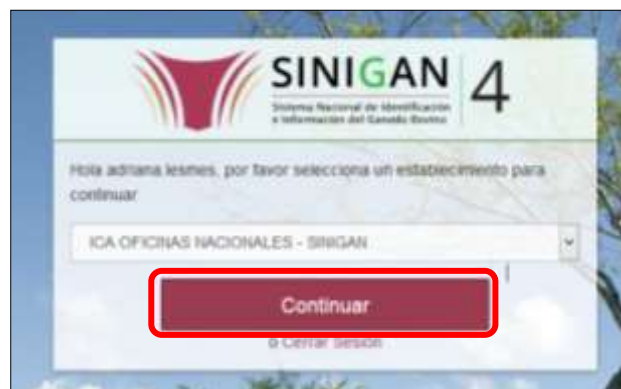 SINIGAN 4
Sistema Nacional de Identificación
e Información del Ganado Bovino
Hola adriana lesmes, por favor selecciona un establecimiento para
continuar
ICA OFICINAS NACIONALES - SINIGAN
Continuar
o Cerrar Sesión